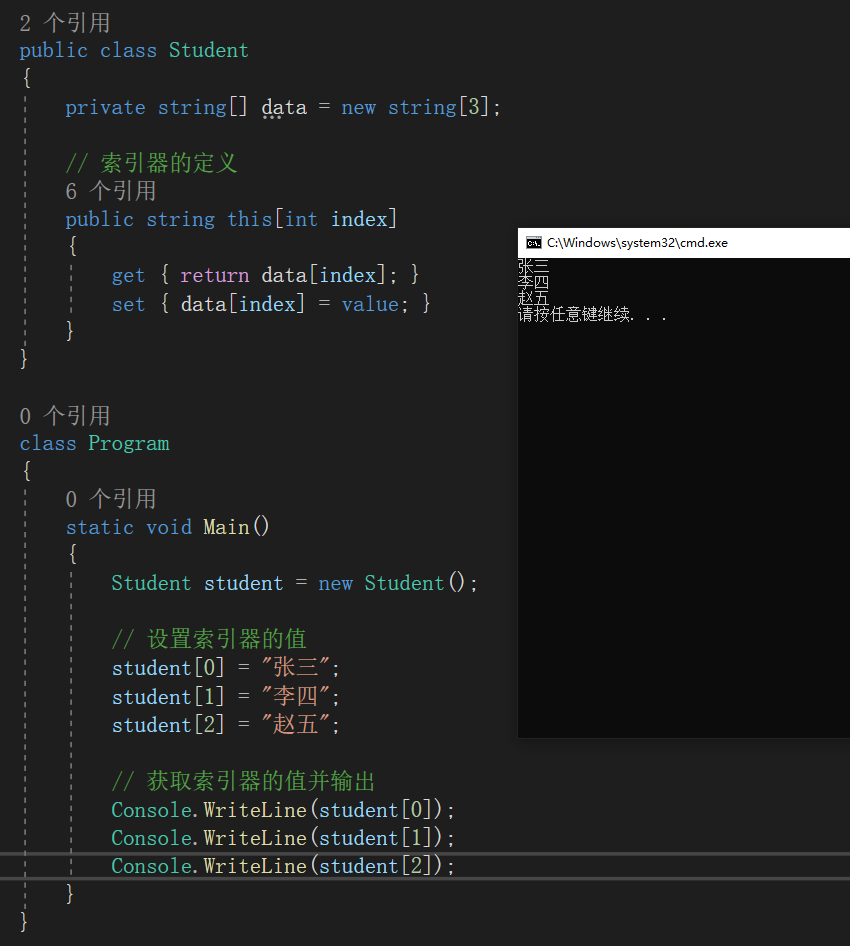 2 个引用
public class Student
{
private string[] data = new string[3];
// 索引器的定义
6 个引用
public string this[int index]
{
get { return data[index]; }
set { data[index] = value; }
}
}
0 个引用
class Program
{
0 个引用
static void Main()
{
Student student = new Student();
// 设置索引器的值
student[0] = "张三";
student[1] = "李四";
student[2] = "赵五";
// 获取索引器的值并输出
Console.WriteLine(student[0]);
Console.WriteLine(student[1]);
Console.WriteLine(student[2]);
}
}
C:\Windows\system32\cmd.exe
张三
李四
赵五
请按任意键继续. . .